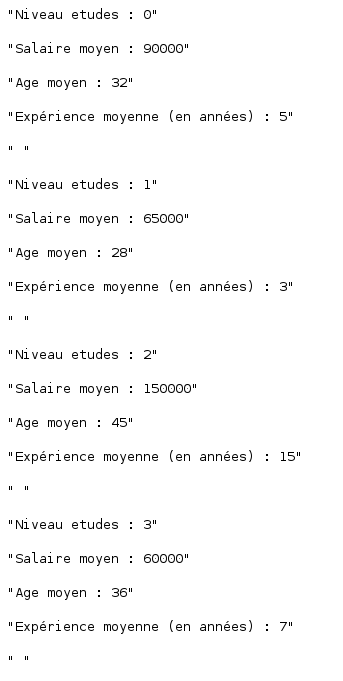 "Niveau etudes : 0"
"Salaire moyen : 90000"
"Age moyen : 32"
"Expérience moyenne (en années) : 5"
" "
"Niveau etudes : 1"
"Salaire moyen : 65000"
"Age moyen : 28"
"Expérience moyenne (en années) : 3"
" "
"Niveau etudes : 2"
"Salaire moyen : 150000"
"Age moyen : 45"
"Expérience moyenne (en années) : 15"
" "
"Niveau etudes : 3"
"Salaire moyen : 60000"
"Age moyen : 36"
"Expérience moyenne (en années) : 7"
" "